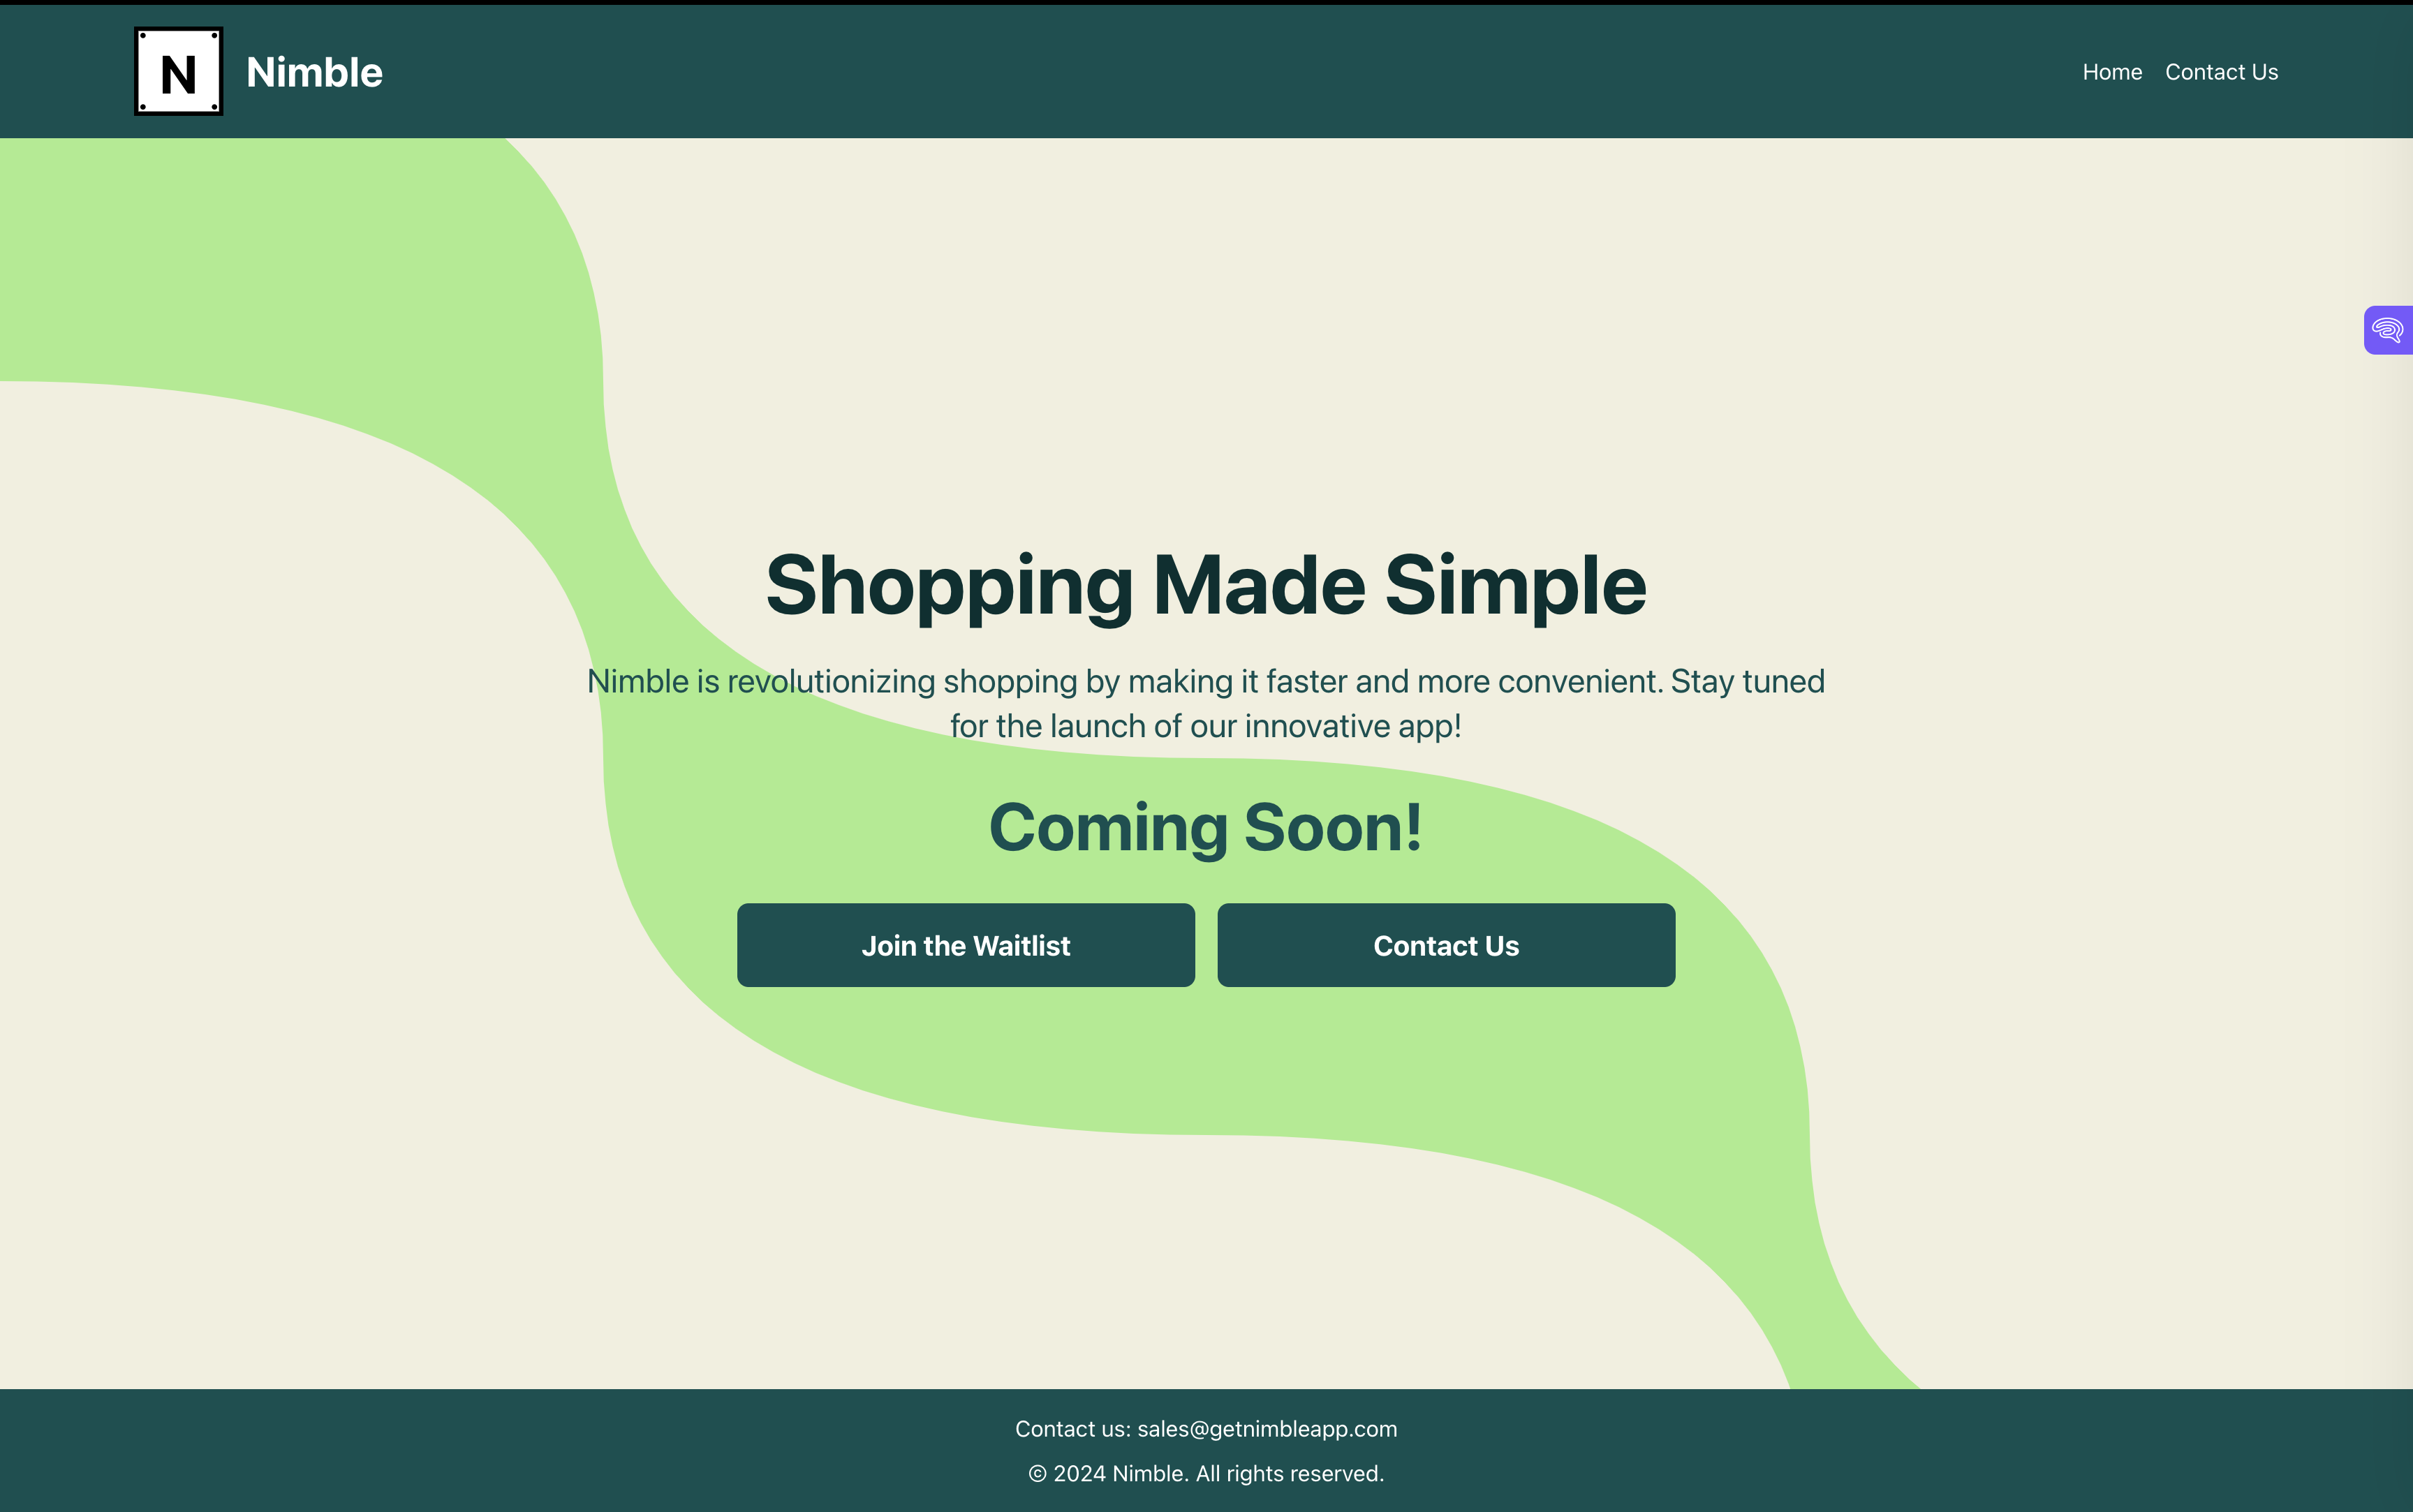 N
Nimble
Home
Contact Us
Shopping Made Simple
Nimble is revolutionizing shopping by making it faster and more convenient. Stay tuned
for the launch of our innovative app!
Coming Soon!
Join the Waitlist
Contact Us
Contact us: sales@getnimbleapp.com
© 2024 Nimble. All rights reserved.